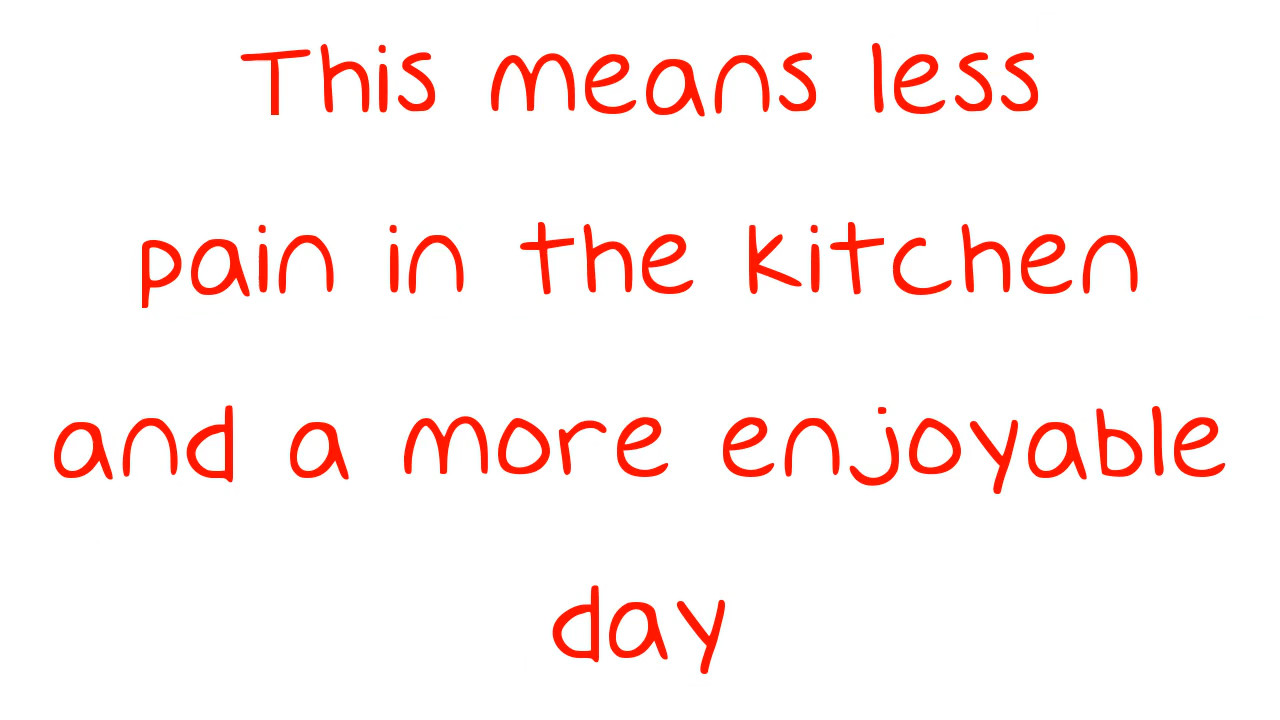 This means less
pain in the kitchen
and a more enjoyable
day